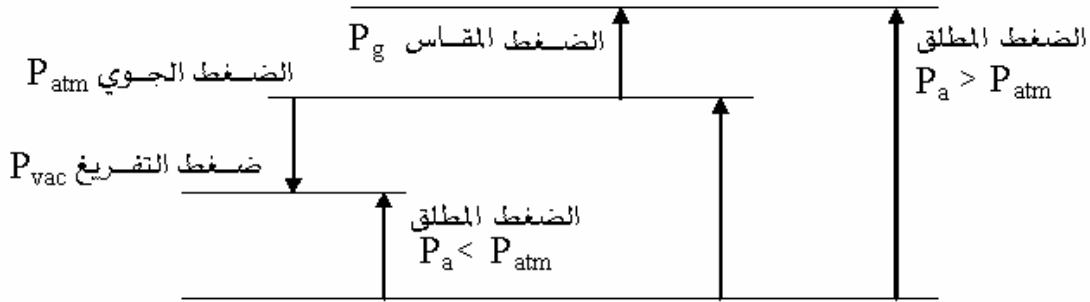 الضغط المقاس P_g
الضغط المطلق
P_a > P_atm
الضغط الجوي P_atm
ضغط التفريغ P_vac
الضغط المطلق
P_a < P_atm